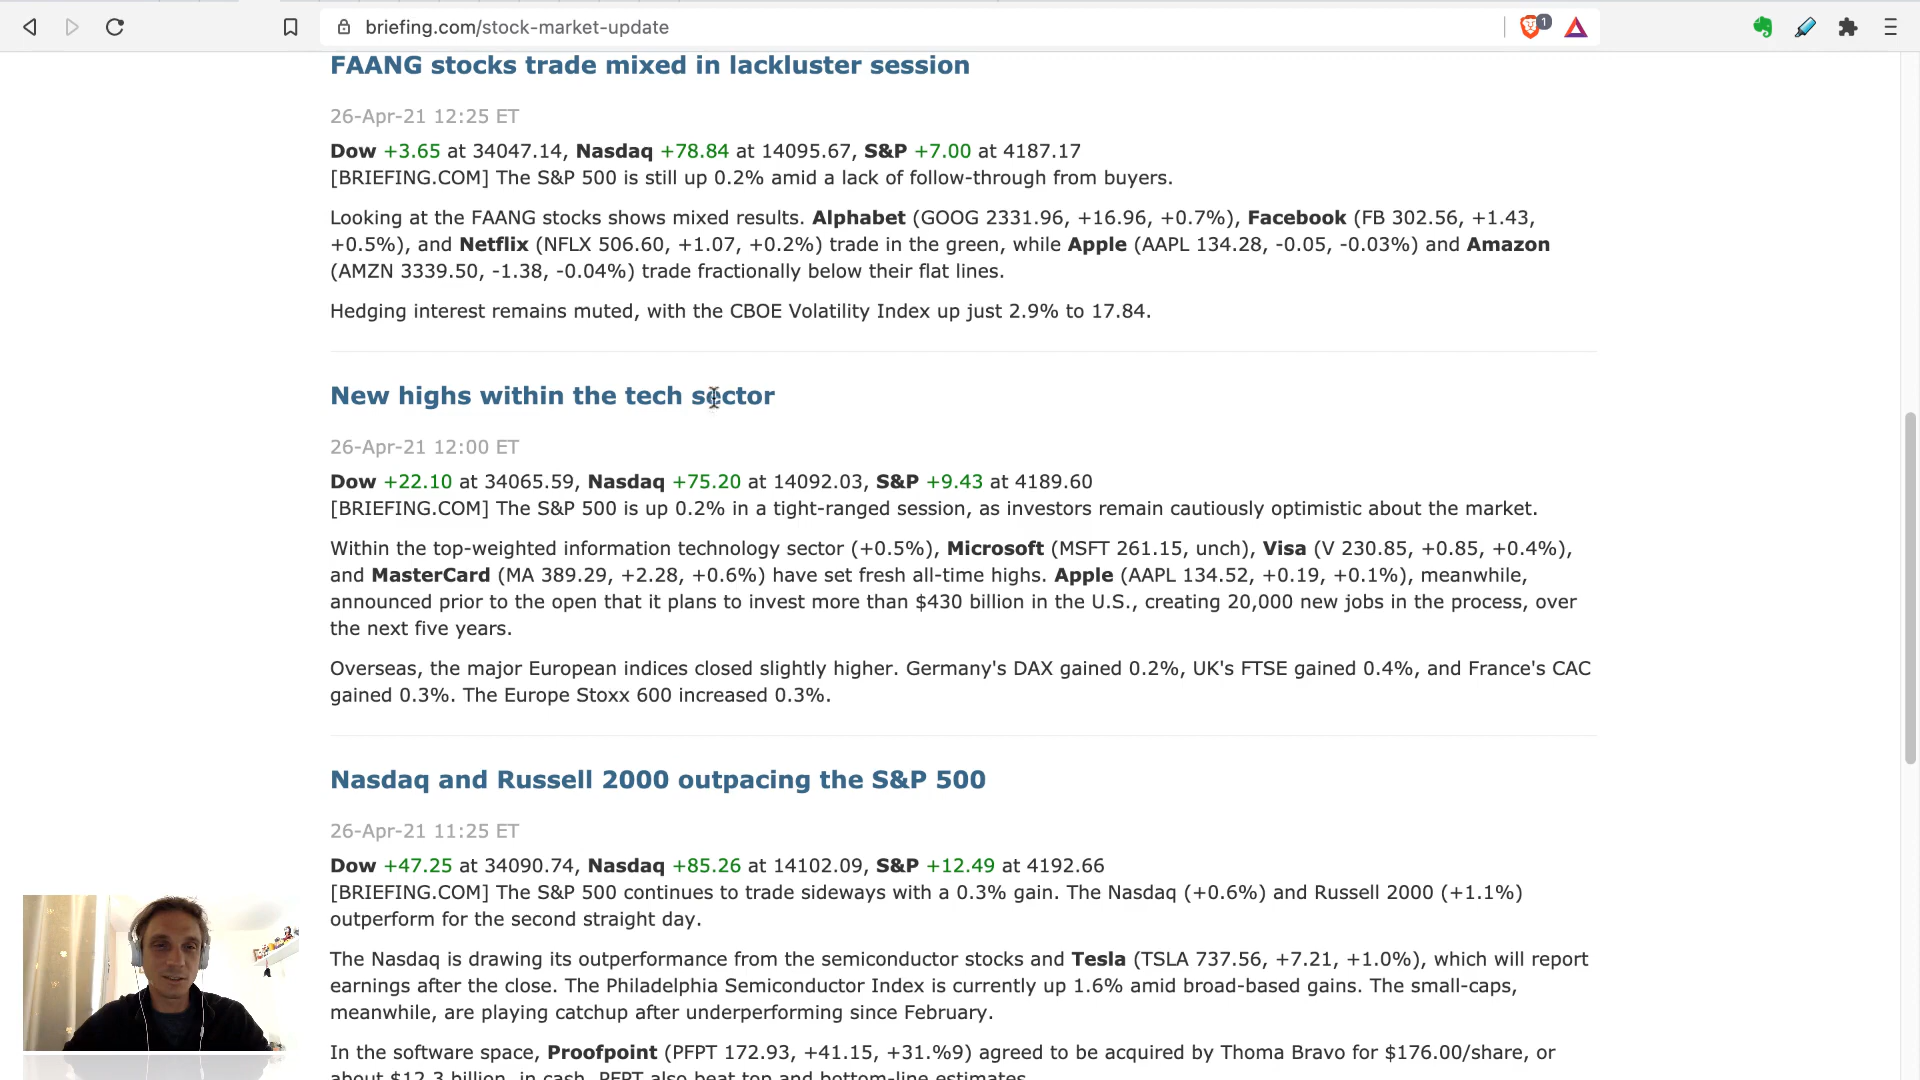 briefing.com/stock-market-update
1
FAANG stocks trade mixed in lackluster session
26-Apr-21 12:25 ET
Dow +3.65 at 34047.14, Nasdaq +78.84 at 14095.67, S&P +7.00 at 4187.17
[BRIEFING.COM] The S&P 500 is still up 0.2% amid a lack of follow-through from buyers.
Looking at the FAANG stocks shows mixed results. Alphabet (GOOG 2331.96, +16.96, +0.7%), Facebook (FB 302.56, +1.43,
+0.5%), and Netflix (NFLX 506.60, +1.07, +0.2%) trade in the green, while Apple (AAPL 134.28, -0.05, -0.03%) and Amazon
(AMZN 3339.50, -1.38, -0.04%) trade fractionally below their flat lines.
Hedging interest remains muted, with the CBOE Volatility Index up just 2.9% to 17.84.
New highs within the tech sector
26-Apr-21 12:00 ET
Dow +22.10 at 34065.59, Nasdaq +75.20 at 14092.03, S&P +9.43 at 4189.60
[BRIEFING.COM] The S&P 500 is up 0.2% in a tight-ranged session, as investors remain cautiously optimistic about the market.
Within the top-weighted information technology sector (+0.5%), Microsoft (MSFT 261.15, unch), Visa (V 230.85, +0.85, +0.4%),
and MasterCard (MA 389.29, +2.28, +0.6%) have set fresh all-time highs. Apple (AAPL 134.52, +0.19, +0.1%), meanwhile,
announced prior to the open that it plans to invest more than $430 billion in the U.S., creating 20,000 new jobs in the process, over
the next five years.
Overseas, the major European indices closed slightly higher. Germany's DAX gained 0.2%, UK's FTSE gained 0.4%, and France's CAC
gained 0.3%. The Europe Stoxx 600 increased 0.3%.
Nasdaq and Russell 2000 outpacing the S&P 500
26-Apr-21 11:25 ET
Dow +47.25 at 34090.74, Nasdaq +85.26 at 14102.09, S&P +12.49 at 4192.66
[BRIEFING.COM] The S&P 500 continues to trade sideways with a 0.3% gain. The Nasdaq (+0.6%) and Russell 2000 (+1.1%)
outperform for the second straight day.
The Nasdaq is drawing its outperformance from the semiconductor stocks and Tesla (TSLA 737.56, +7.21, +1.0%), which will report
earnings after the close. The Philadelphia Semiconductor Index is currently up 1.6% amid broad-based gains. The small-caps,
meanwhile, are playing catchup after underperforming since February.
In the software space, Proofpoint (PFPT 172.93, +41.15, +31.%9) agreed to be acquired by Thoma Bravo for $176.00/share, or
about $12.3 billion, in cash. PFPT also beat top and bottom-line estimates.